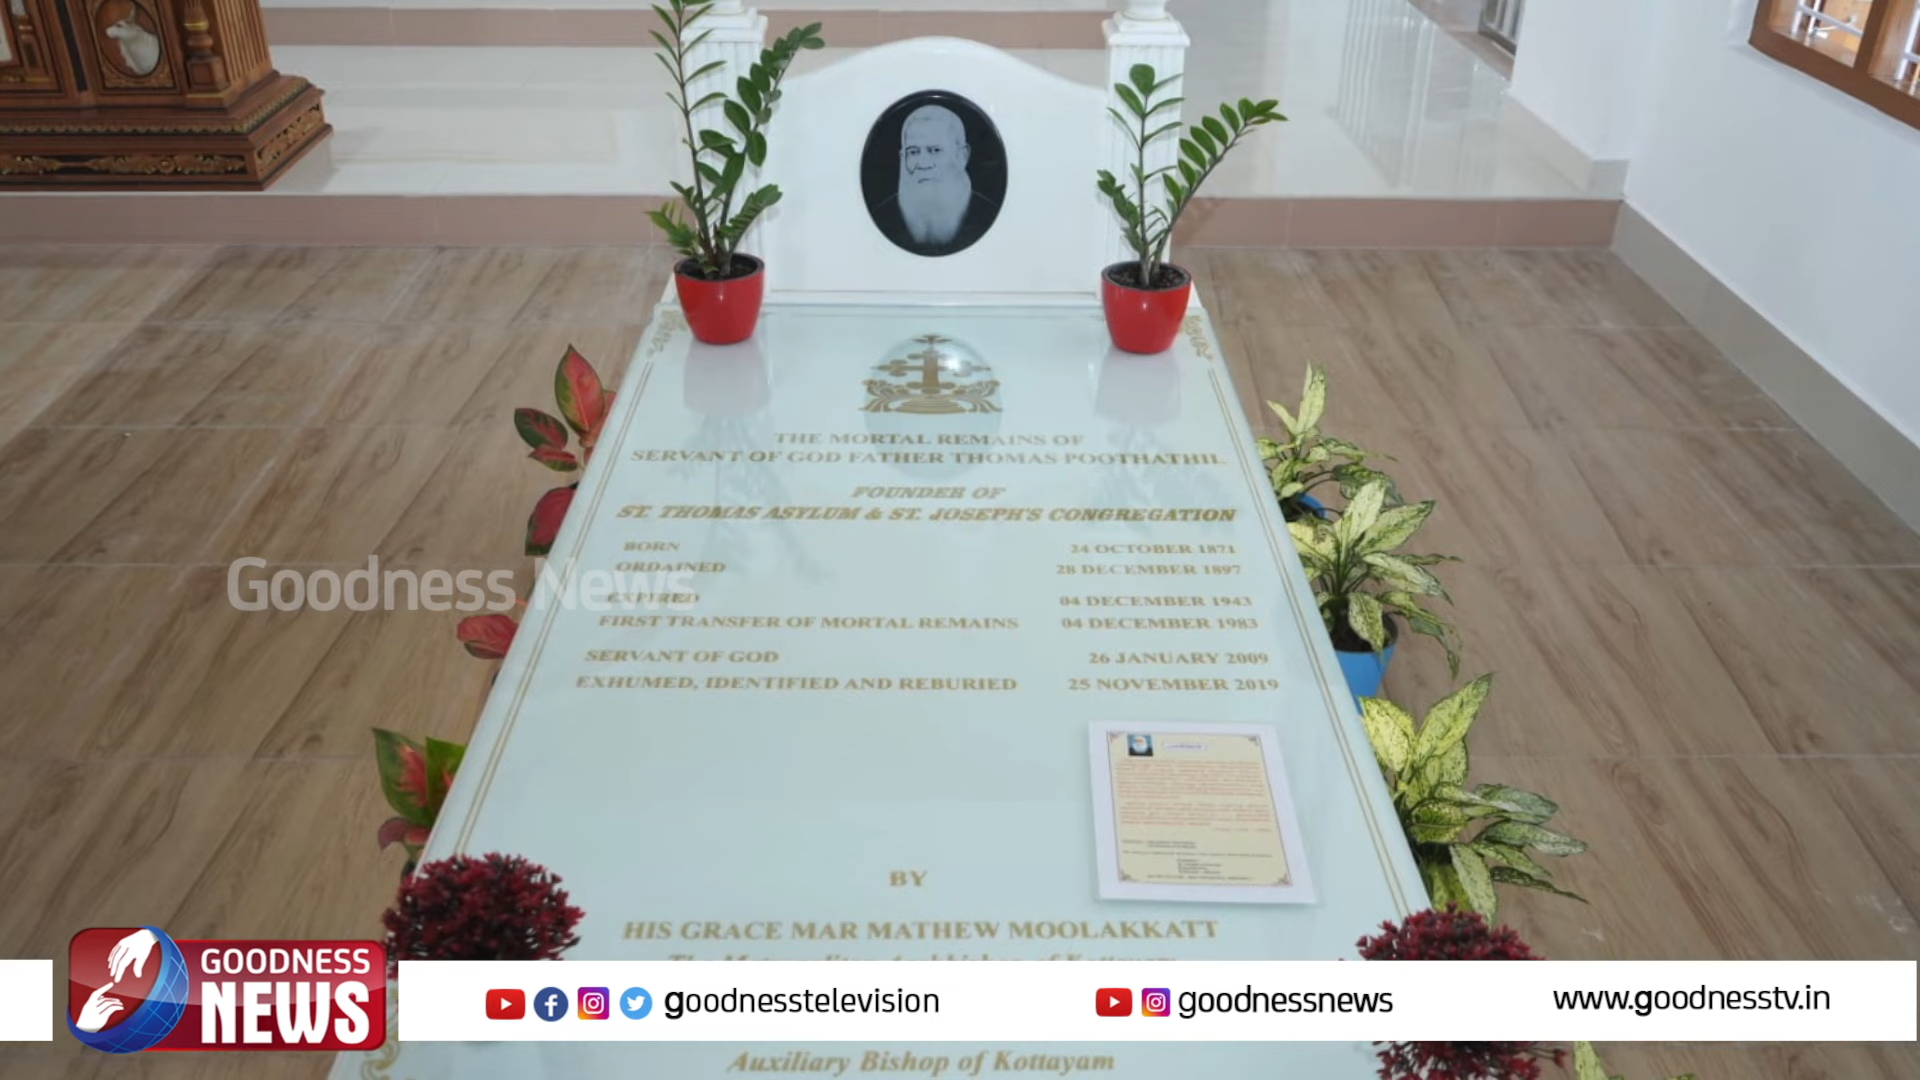 THE MORTAL REMAINS OF
SERVANT OF GOD FATHER THOMAS POOTHATHIL
FOUNDER OF
ST. THOMAS ASYLUM & ST. JOSEPH'S CONGREGATION
BORN 24 OCTOBER 1871
ORDAINED 28 DECEMBER 1897
EXPIRED 04 DECEMBER 1943
FIRST TRANSFER OF MORTAL REMAINS 04 DECEMBER 1983
SERVANT OF GOD 26 JANUARY 2009
EXHUMED, IDENTIFIED AND REBURIED 25 NOVEMBER 2019
Goodness News
BY
HIS GRACE MAR MATHEW MOOLAKKATT
GOODNESS
NEWS
goodnesstelevision
goodnessnews
www.goodnesstv.in
Auxiliary Bishop of Kottayam